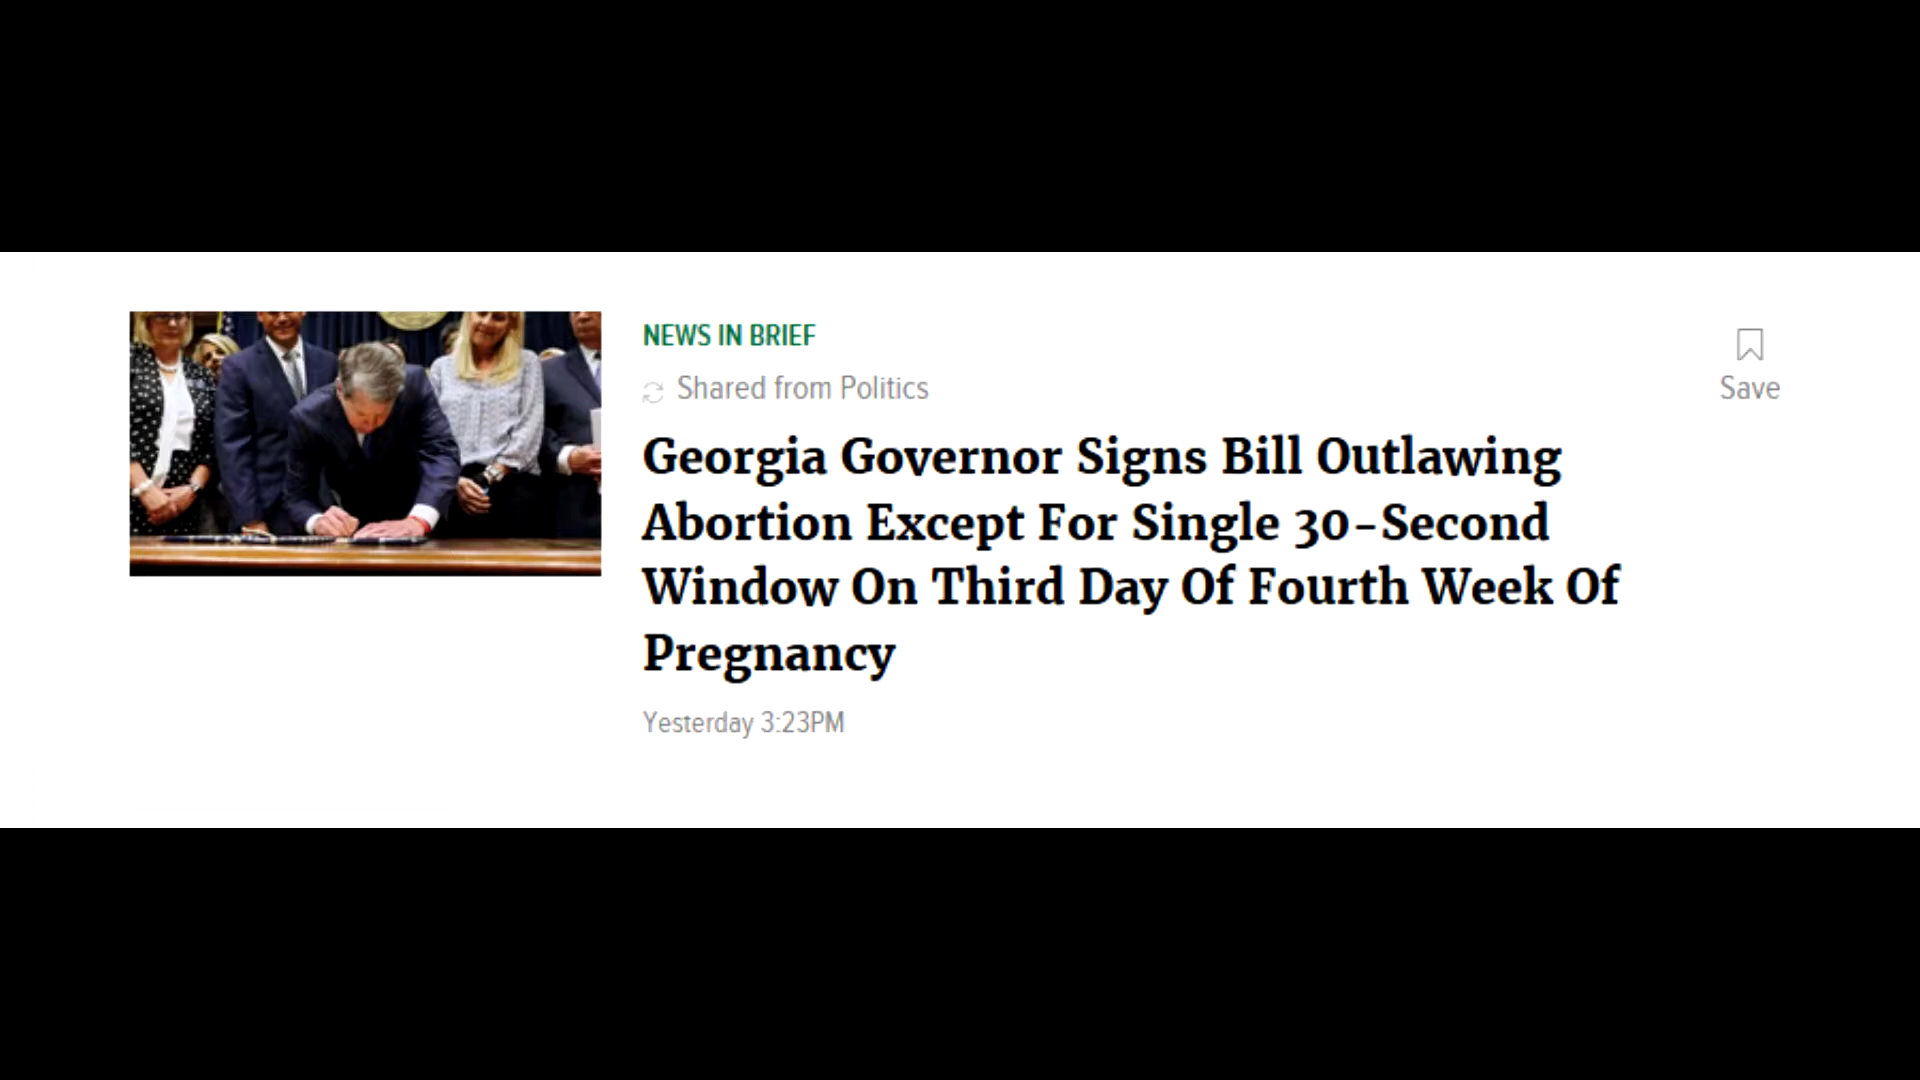 NEWS IN BRIEF
Shared from Politics
Save
Georgia Governor Signs Bill Outlawing
Abortion Except For Single 30-Second
Window On Third Day Of Fourth Week Of
Pregnancy
Yesterday 3:23PM